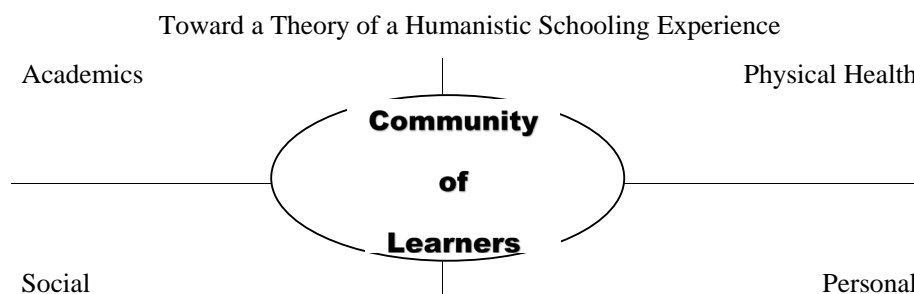 Toward a Theory of a Humanistic Schooling Experience
Academics
Physical Health
Community
of
Learners
Social
Personal